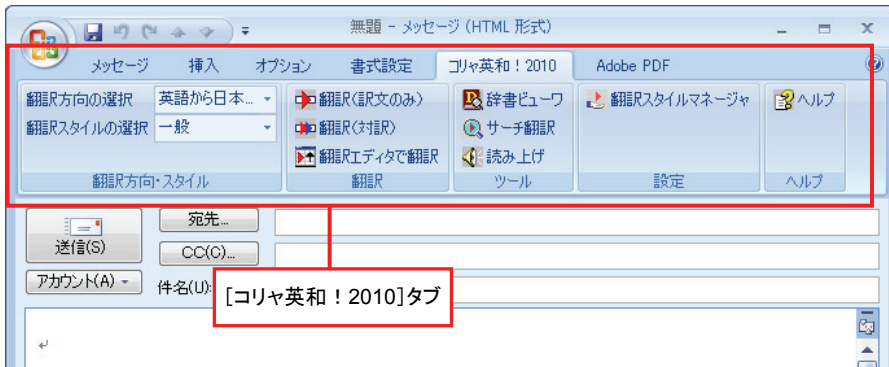 無題 - メッセージ (HTML 形式)
メッセージ 挿入 オプション 書式設定 コリャ英和！2010 Adobe PDF
翻訳方向の選択 英語から日本...
翻訳スタイルの選択 一般
翻訳方向・スタイル
翻訳(訳文のみ)
翻訳(対訳)
翻訳エディタで翻訳
翻訳
辞書ビューワ
サーチ翻訳
読み上げ
ツール
翻訳スタイルマネージャ
設定
ヘルプ
ヘルプ
送信(S)
宛先...
CC(C)...
アカウント(A)
件名(U):
[コリャ英和！2010]タブ